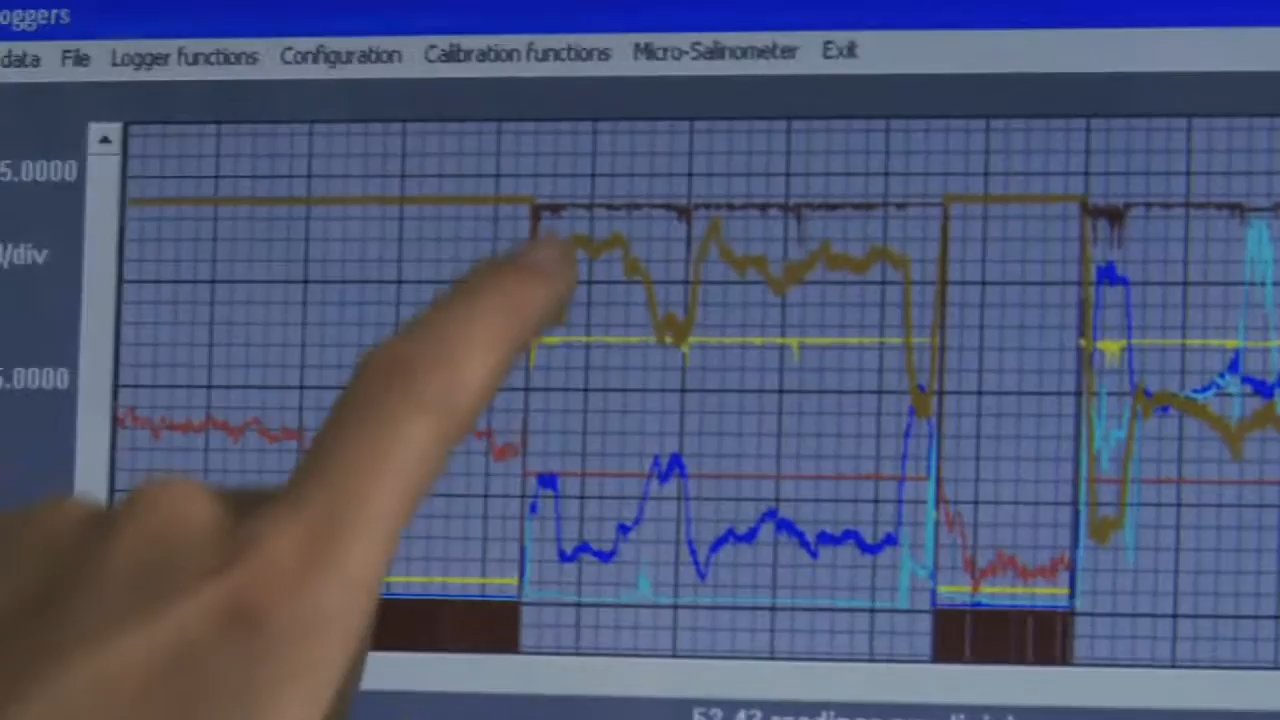 oggers
data File Logger functions Configuration Calibration functions Micro-Salinometer Exit
5.0000
/div
5.0000